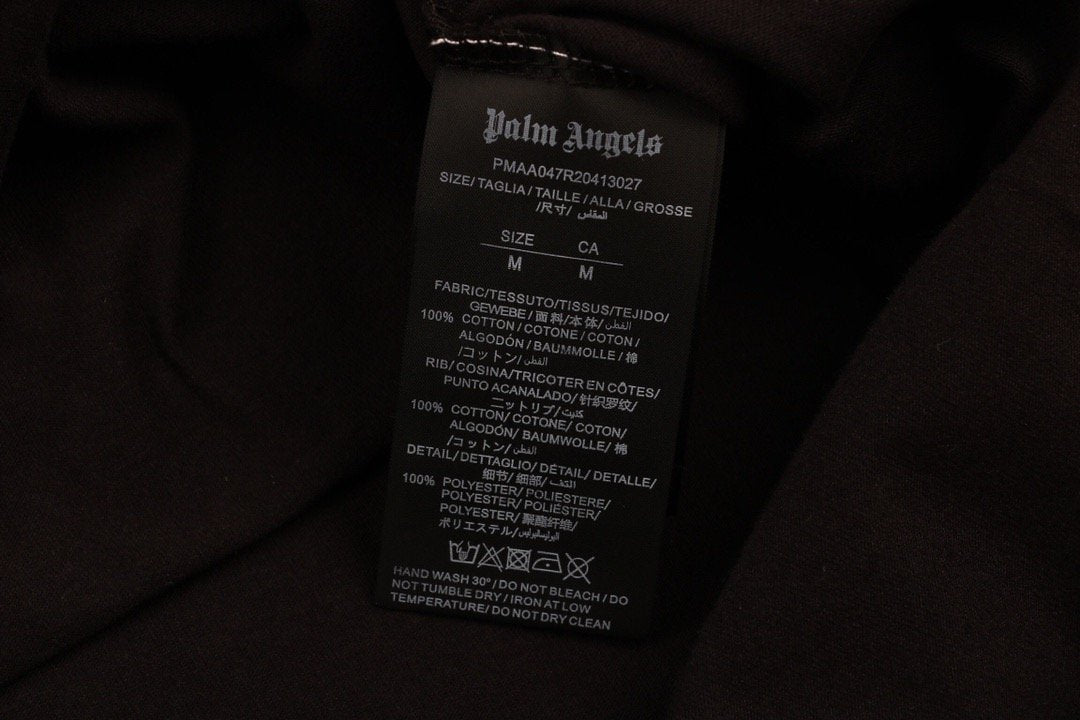 Palm Angels
PMAA047R20413027
SIZE/TAGLIA/TAILLE/ALLA/GROSSE
/尺寸/ المقاس
SIZE CA
M M
FABRIC/TESSUTO/TISSUS/TEJIDO/
GEWEBE/面料/本体/القطن
100% COTTON/COTONE/COTON/
ALGODÓN/BAUMMOLLE/棉
/コットン/القطن
RIB/COSINA/TRICOTER EN CÔTES/
PUNTO ACANALADO/针织罗纹/
ニットリブ/
100% COTTON/COTONE/COTON/
ALGODÓN/BAUMWOLLE/棉
/コットン/القطن
DETAIL/DETTAGLIO/DÉTAIL/DETALLE/
细节/細部/
100% POLYESTER/POLIESTERE/
POLYESTER/POLIÉSTER/
POLYESTER/聚酯纤维/
ポリエステル/
HAND WASH 30°/DO NOT BLEACH/DO
NOT TUMBLE DRY/IRON AT LOW
TEMPERATURE/DO NOT DRY CLEAN